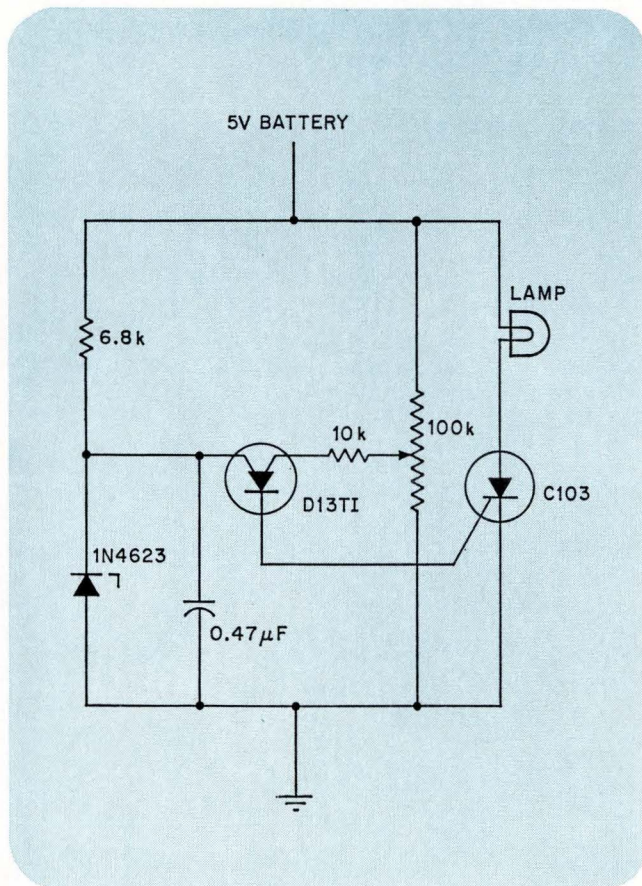 5V BATTERY
LAMP
6.8k
10k
100k
D13TI
C103
1N4623
0.47μF